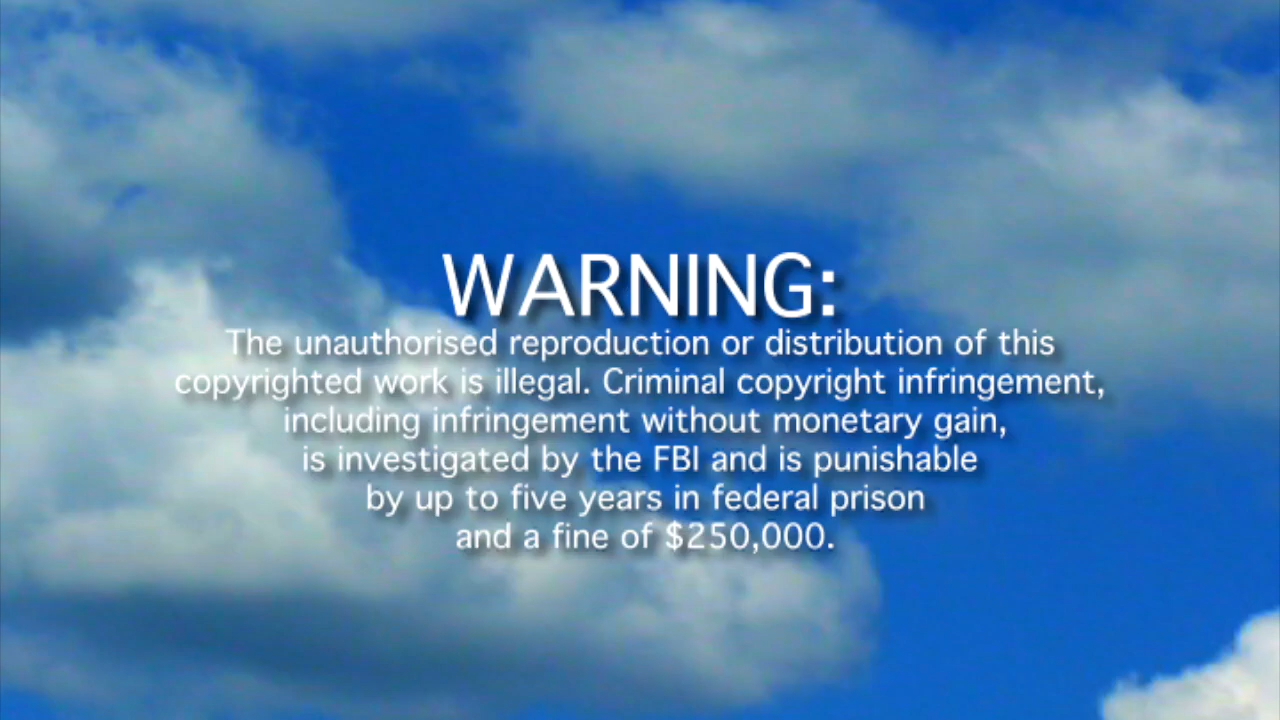 WARNING:
The unauthorised reproduction or distribution of this
copyrighted work is illegal. Criminal copyright infringement,
including infringement without monetary gain,
is investigated by the FBI and is punishable
by up to five years in federal prison
and a fine of $250,000.